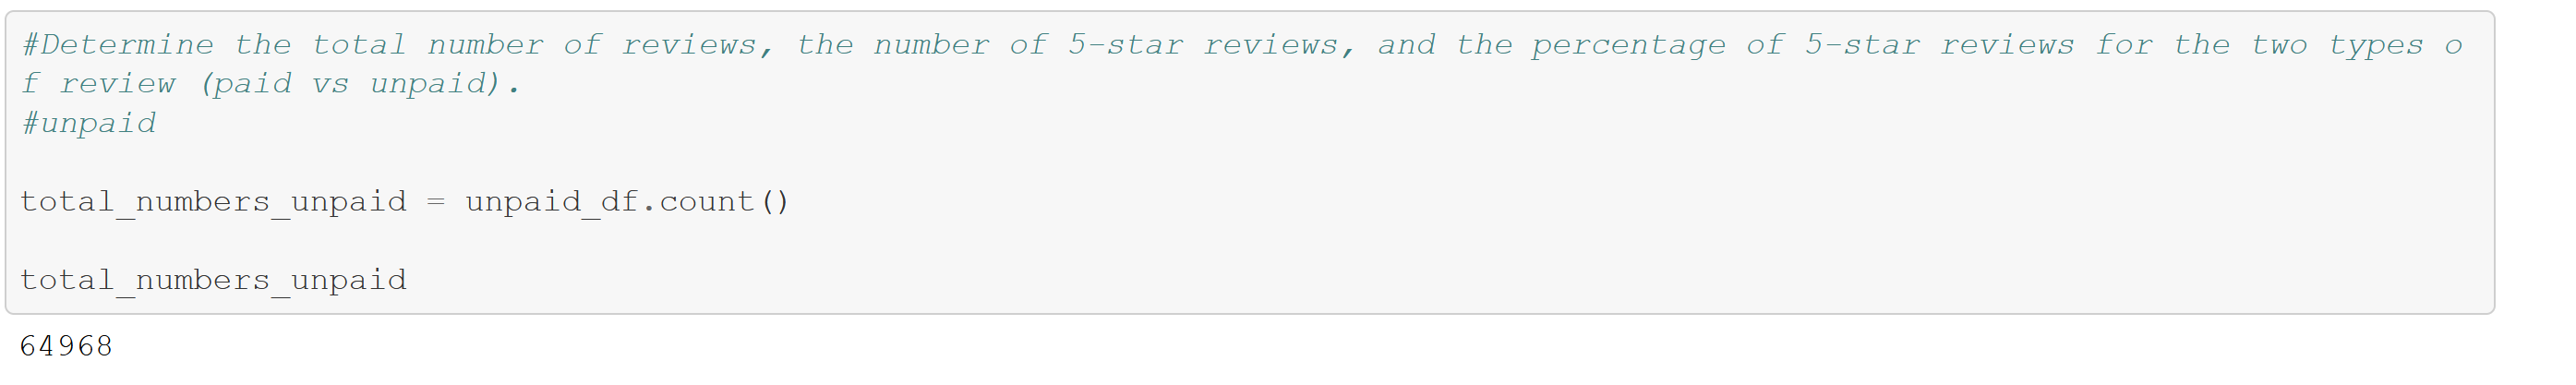 #Determine the total number of reviews, the number of 5-star reviews, and the percentage of 5-star reviews for the two types o
f review (paid vs unpaid).
#unpaid
total_numbers_unpaid = unpaid_df.count()
total_numbers_unpaid
64968